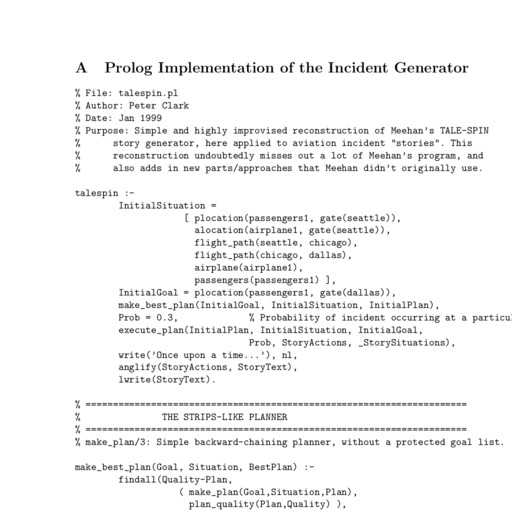 A Prolog Implementation of the Incident Generator
% File: talespin.pl
% Author: Peter Clark
% Date: Jan 1999
% Purpose: Simple and highly improvised reconstruction of Meehan's TALE-SPIN
% story generator, here applied to aviation incident "stories". This
% reconstruction undoubtedly misses out a lot of Meehan's program, and
% also adds in new parts/approaches that Meehan didn't originally use.
talespin :-
InitialSituation =
[ plocation(passengers1, gate(seattle)),
alocation(airplane1, gate(seattle)),
flight_path(seattle, chicago),
flight_path(chicago, dallas),
airplane(airplane1),
passengers(passengers1) ],
InitialGoal = plocation(passengers1, gate(dallas)),
make_best_plan(InitialGoal, InitialSituation, InitialPlan),
Prob = 0.3, % Probability of incident occurring at a
execute_plan(InitialPlan, InitialSituation, InitialGoal,
Prob, StoryActions, _StorySituations),
write('Once upon a time...'), nl,
anglify(StoryActions, StoryText),
lwrite(StoryText).
% ======================================================================
% THE STRIPS-LIKE PLANNER
% ======================================================================
% make_plan/3: Simple backward-chaining planner, without a protected goal list.
make_best_plan(Goal, Situation, BestPlan) :-
findall(Quality-Plan,
( make_plan(Goal,Situation,Plan),
plan_quality(Plan,Quality) ),